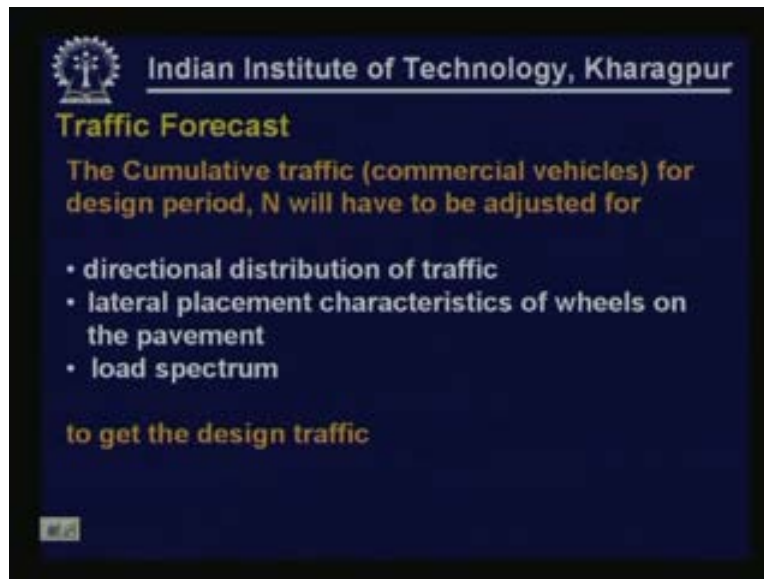 Indian Institute of Technology, Kharagpur
Traffic Forecast
The Cumulative traffic (commercial vehicles) for
design period, N will have to be adjusted for
• directional distribution of traffic
• lateral placement characteristics of wheels on
the pavement
• load spectrum
to get the design traffic